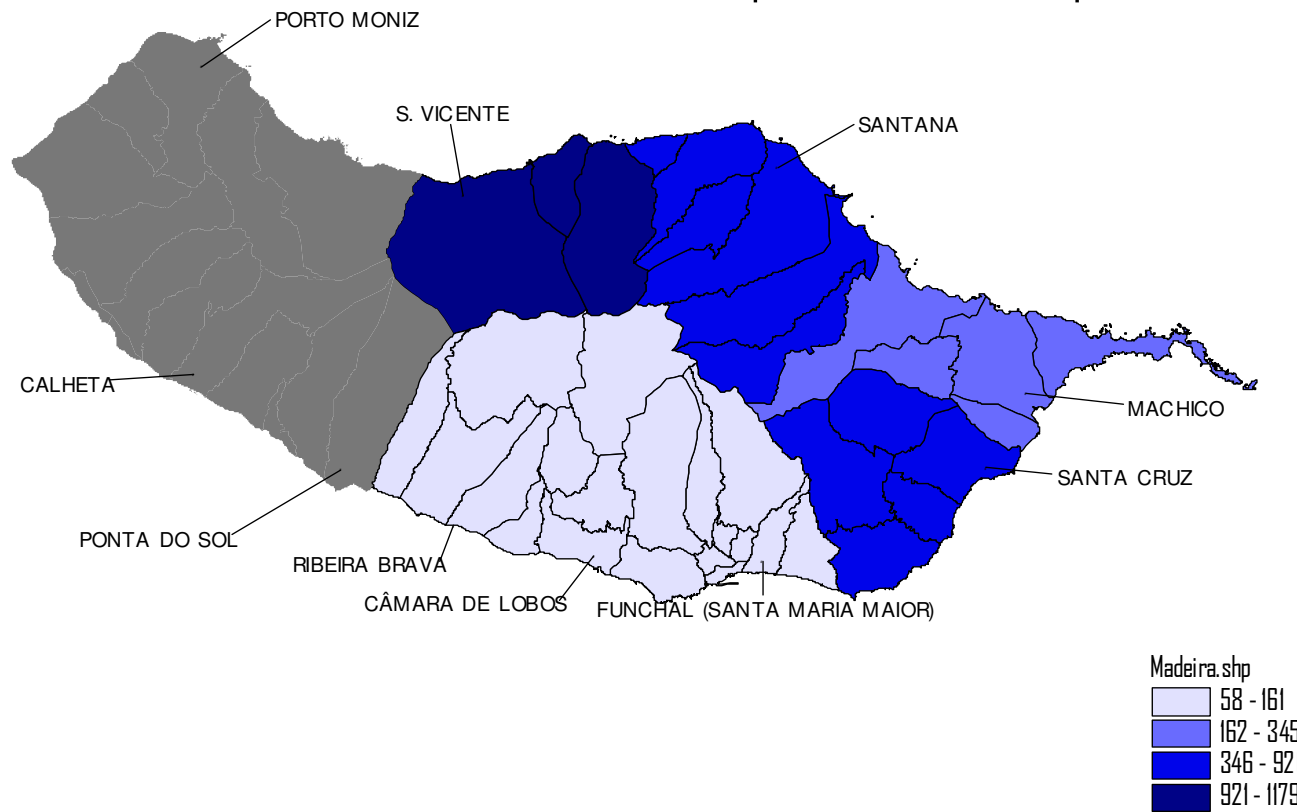 PORTO MONIZ
S. VICENTE
SANTANA
CALHETA
MACHICO
SANTA CRUZ
PONTA DO SOL
RIBEIRA BRAVA
CÂMARA DE LOBOS
FUNCHAL (SANTA MARIA MAIOR)
Madeira.shp
58 - 161
162 - 345
346 - 92
921 - 1179